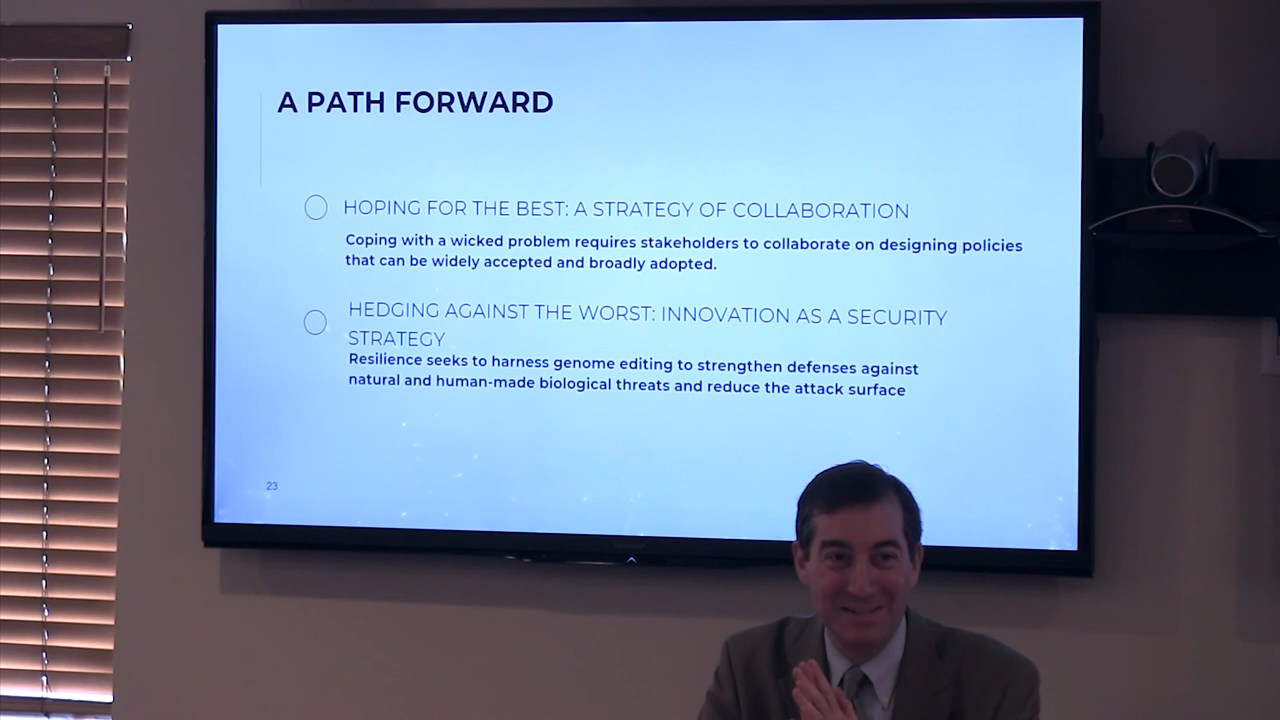 A PATH FORWARD
HOPING FOR THE BEST: A STRATEGY OF COLLABORATION
Coping with a wicked problem requires stakeholders to collaborate on designing policies
that can be widely accepted and broadly adopted.
HEDGING AGAINST THE WORST: INNOVATION AS A SECURITY
STRATEGY
Resilience seeks to harness genome editing to strengthen defenses against
natural and human-made biological threats and reduce the attack surface
23